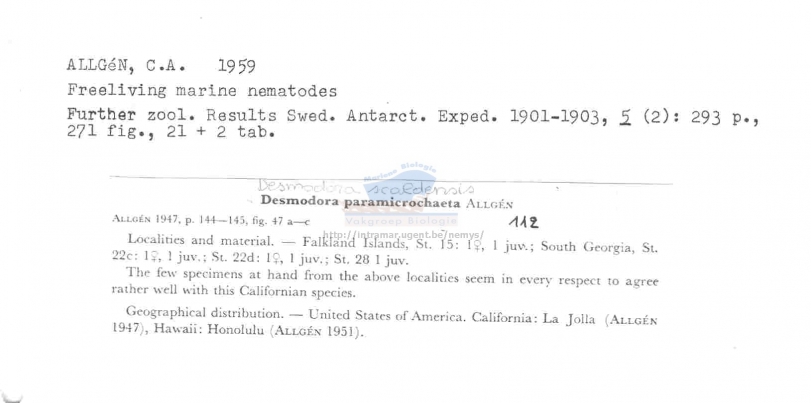 ALLGéN, C.A. 1959
Freeliving marine nematodes
Further zool. Results Swed. Antarct. Exped. 1901-1903, 5 (2): 293 p.,
271 fig., 21 + 2 tab.
Marine Biologie
Desmodora scaldensis
Desmodora paramicrochaeta ALLGÉN
Vakgroep Biologie
ALLGÉN 1947, p. 144—145, fig. 47 a—c 112
http://intramar.ugent.be/nemys/
Localities and material. — Falkland Islands, St. 15: 1♀, 1 juv.; South Georgia, St.
22c: 1♀, 1 juv.; St. 22d: 1♀, 1 juv.; St. 28 1 juv.
The few specimens at hand from the above localities seem in every respect to agree
rather well with this Californian species.
Geographical distribution. — United States of America. California: La Jolla (ALLGÉN
1947), Hawaii: Honolulu (ALLGÉN 1951).